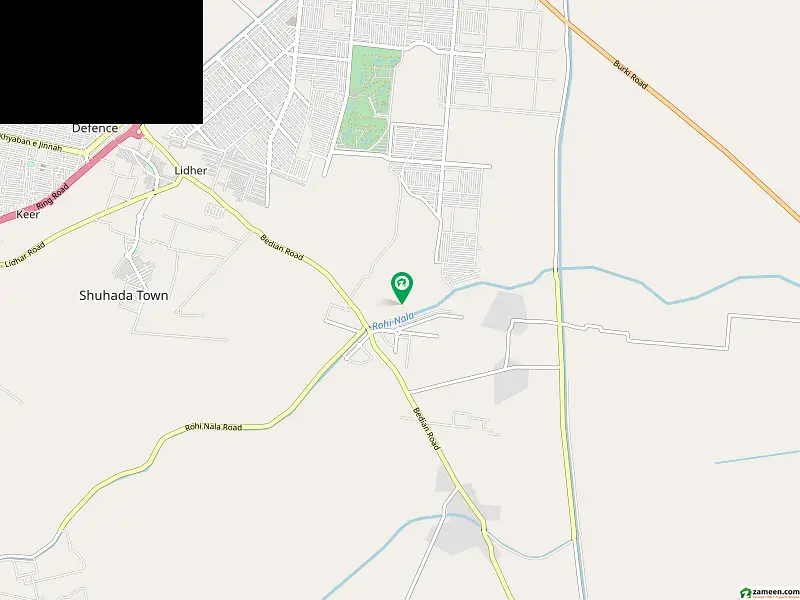 Burki Road
Defence
Khyaban e Jinnah
Lidher
Ring Road
Keer
Lidhar Road
Bedian Road
Shuhada Town
Rohi Nala
Bedian Road
Rohi Nala Road
zameen.com